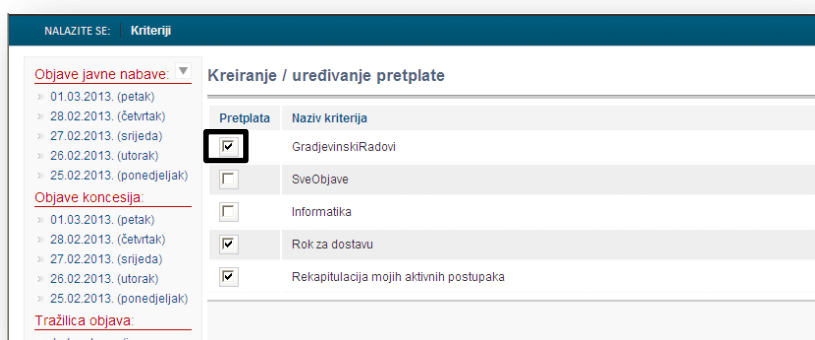 NALAZITE SE: Kriteriji
Objave javne nabave:
» 01.03.2013. (petak)
» 28.02.2013. (četvrtak)
» 27.02.2013. (srijeda)
» 26.02.2013. (utorak)
» 25.02.2013. (ponedjeljak)
Objave koncesija:
» 01.03.2013. (petak)
» 28.02.2013. (četvrtak)
» 27.02.2013. (srijeda)
» 26.02.2013. (utorak)
» 25.02.2013. (ponedjeljak)
Tražilica objava:
Kreiranje / uređivanje pretplate
Pretplata Naziv kriterija
GradjevinskiRadovi
SveObjave
Informatika
Rok za dostavu
Rekapitulacija mojih aktivnih postupaka